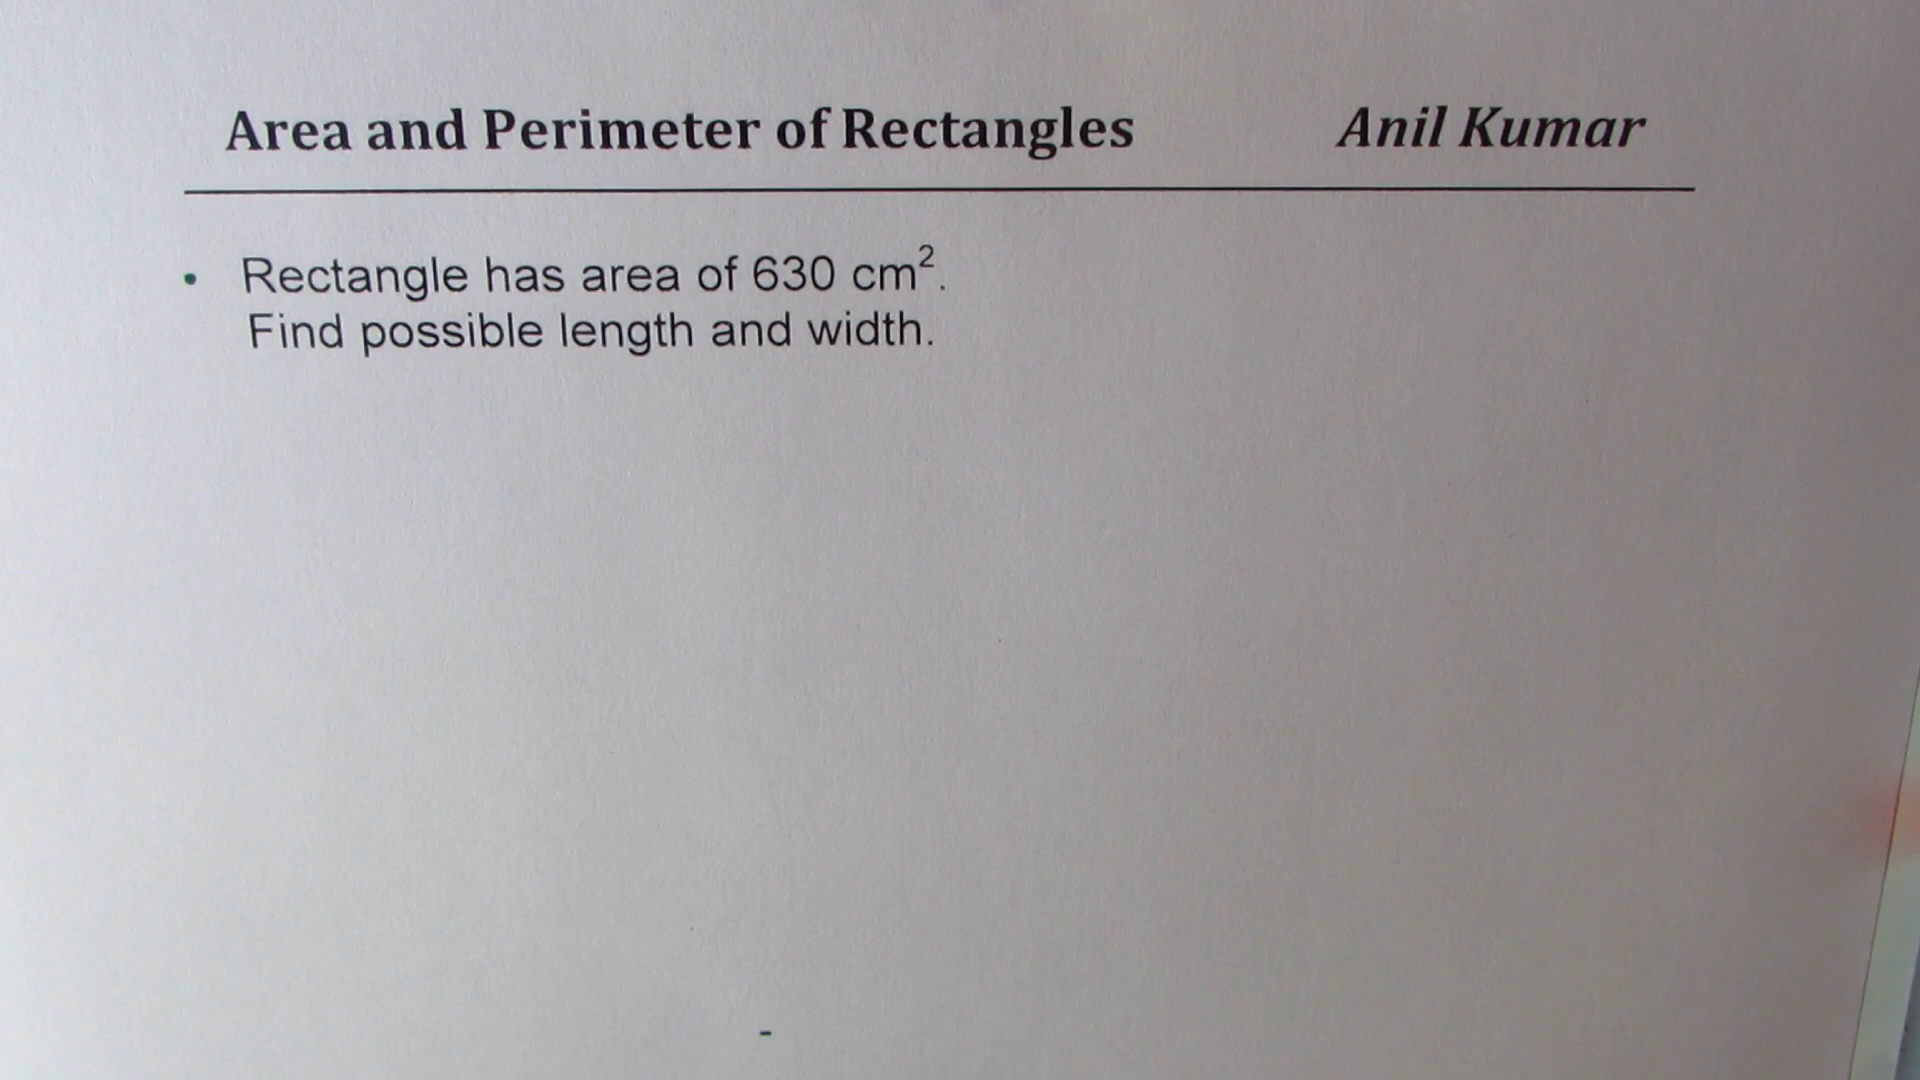 Area and Perimeter of Rectangles Anil Kumar
• Rectangle has area of 630 cm².
Find possible length and width.
-